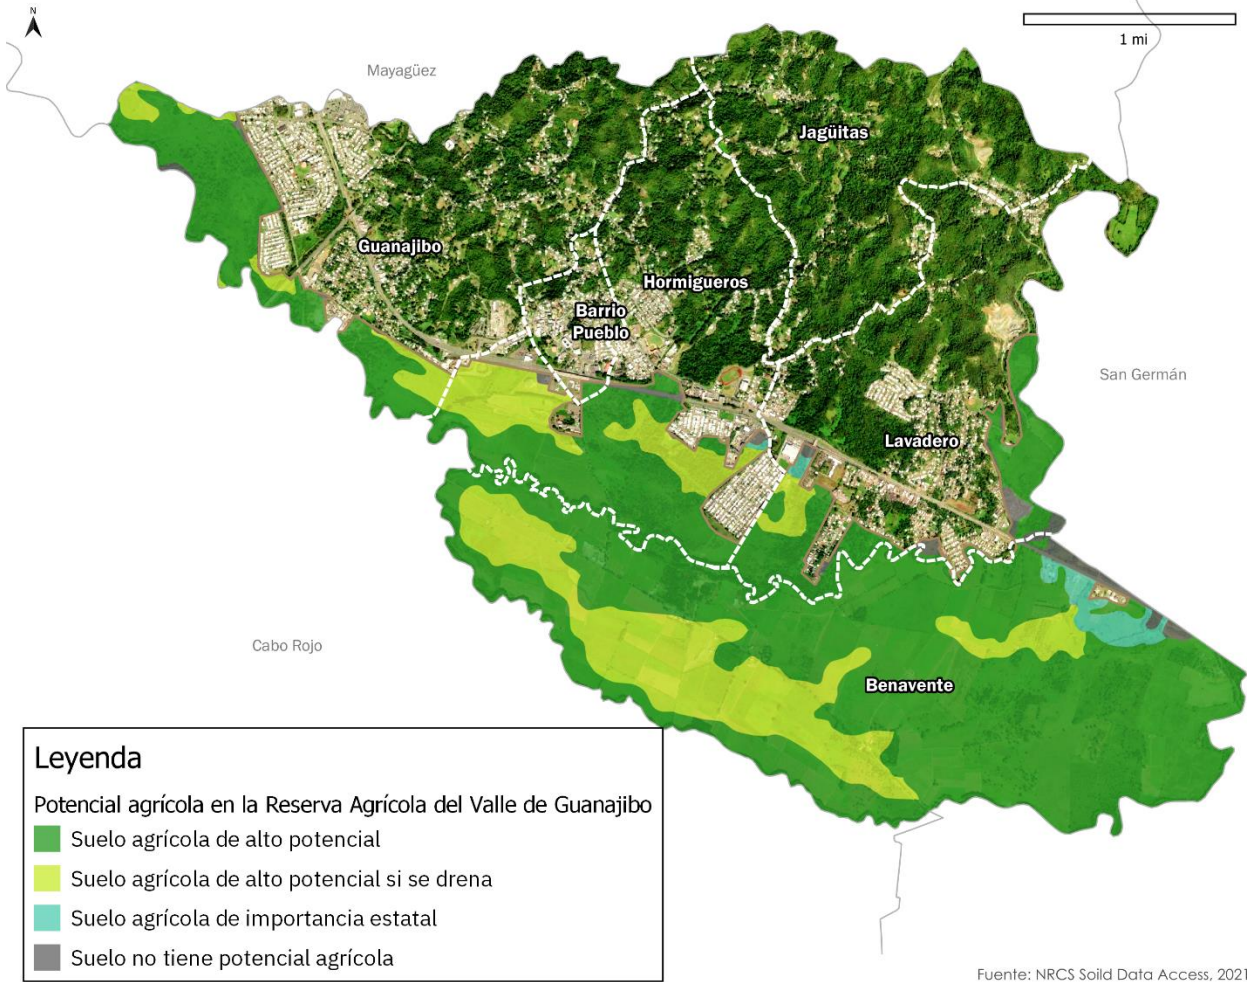 N
1 mi
Mayagüez
Jagüitas
Guanajibo
Hormigueros
Barrio
Pueblo
San Germán
Lavadero
Cabo Rojo
Benavente
Leyenda
Potencial agrícola en la Reserva Agrícola del Valle de Guanajibo
Suelo agrícola de alto potencial
Suelo agrícola de alto potencial si se drena
Suelo agrícola de importancia estatal
Suelo no tiene potencial agrícola
Fuente: NRCS Soild Data Access, 2021